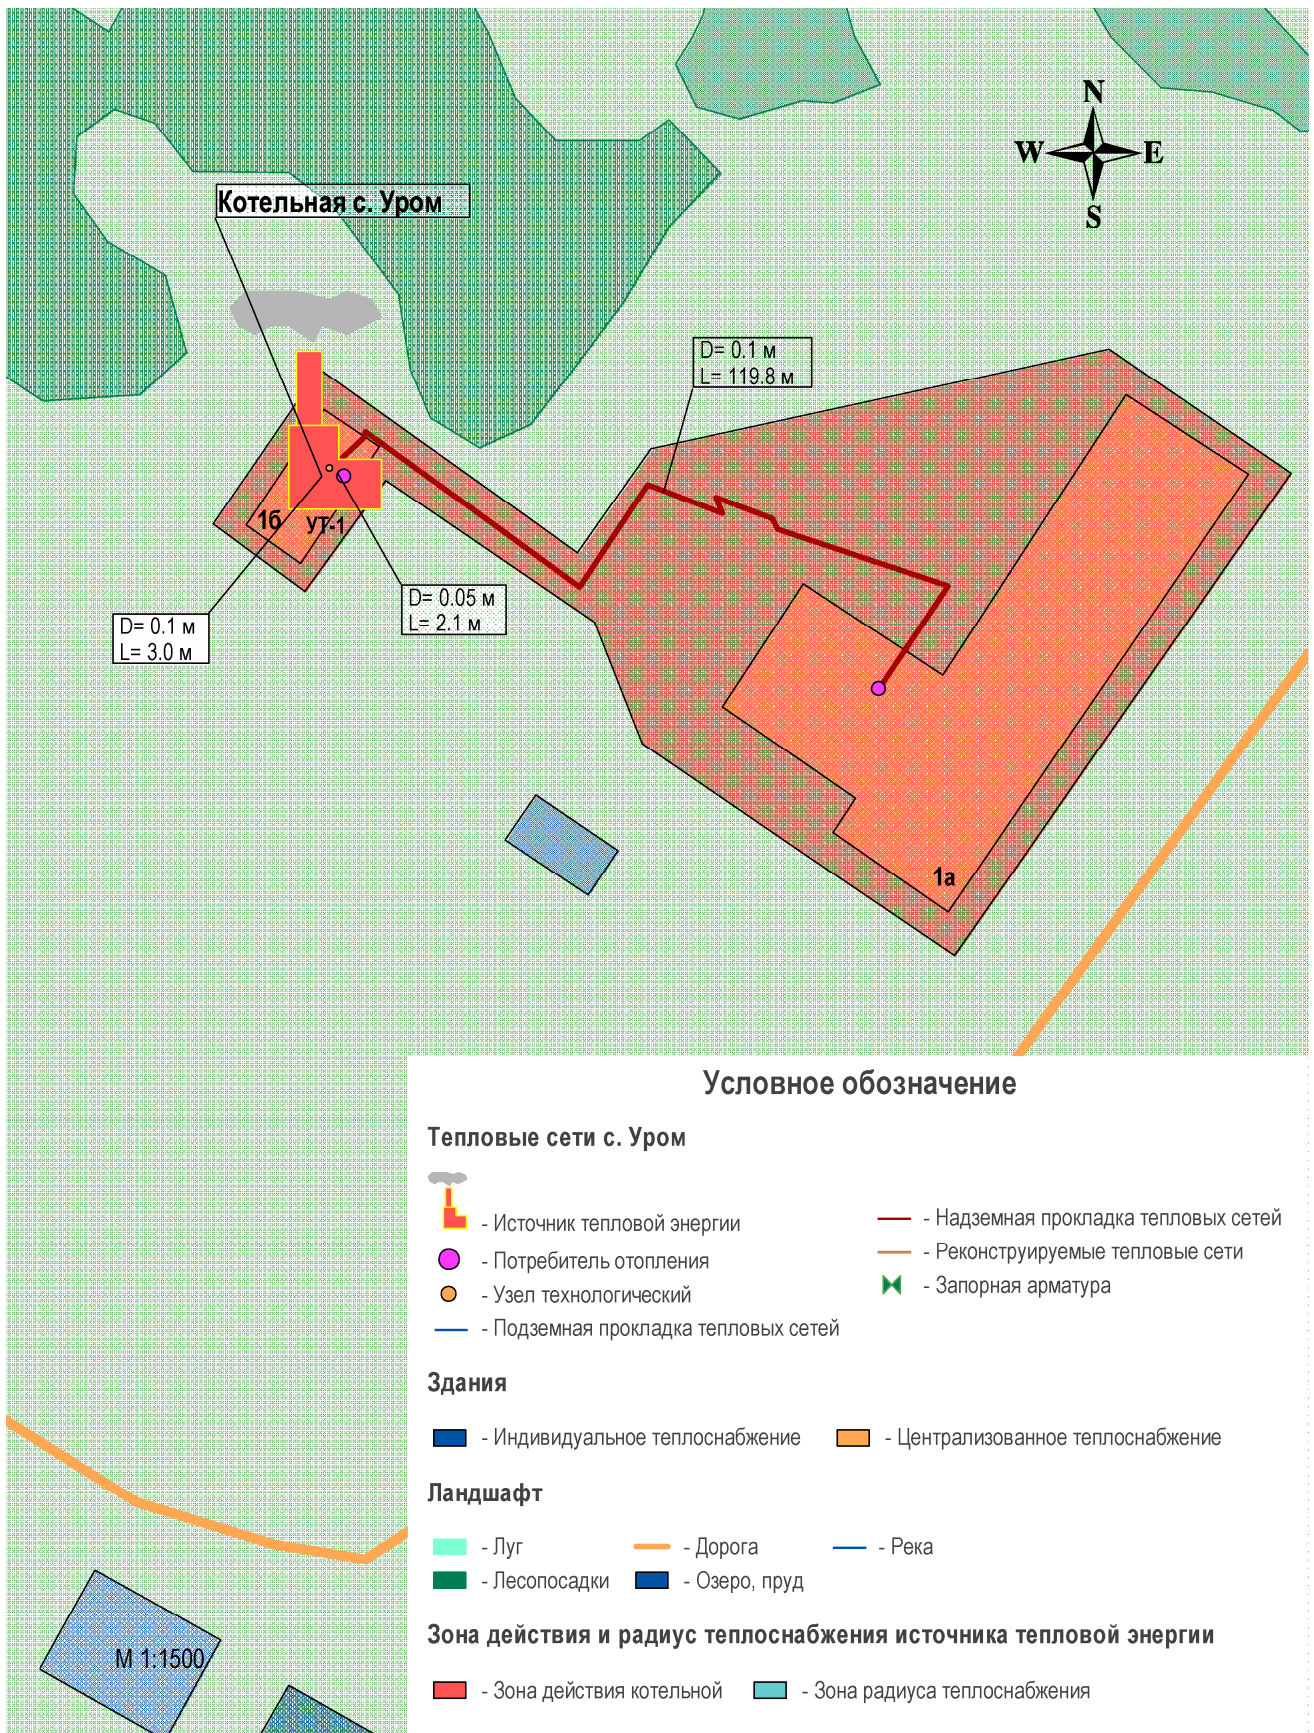 N
W E
S
Котельная с. Уром
D= 0.1 м
L= 119.8 м
1б
УТ-1
D= 0.05 м
L= 2.1 м
D= 0.1 м
L= 3.0 м
1а
Условное обозначение
Тепловые сети с. Уром
- Источник тепловой энергии
- Потребитель отопления
- Узел технологический
- Подземная прокладка тепловых сетей
- Надземная прокладка тепловых сетей
- Реконструируемые тепловые сети
- Запорная арматура
Здания
- Индивидуальное теплоснабжение
- Централизованное теплоснабжение
Ландшафт
- Луг
- Дорога
- Река
- Лесопосадки
- Озеро, пруд
Зона действия и радиус теплоснабжения источника тепловой энергии
- Зона действия котельной
- Зона радиуса теплоснабжения
М 1:1500